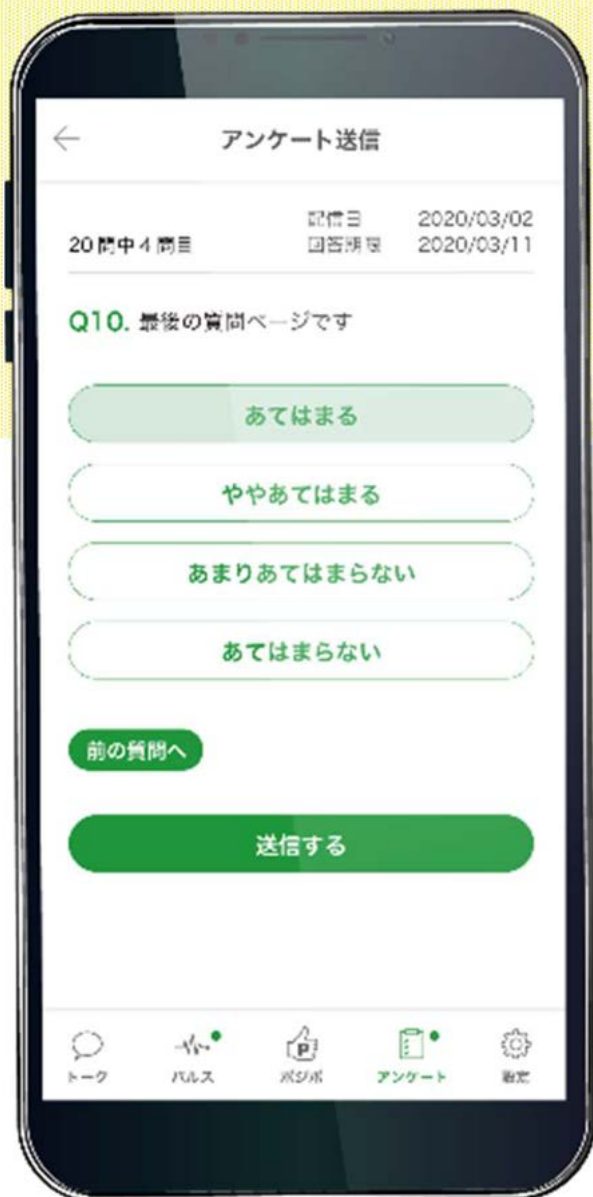 アンケート送信
配信日 2020/03/02
20問中4問目
回答期限 2020/03/11
Q10. 最後の質問ページです
あてはまる
ややあてはまる
あまりあてはまらない
あてはまらない
前の質問へ
送信する
トーク パルス ポジポ アンケート 設定